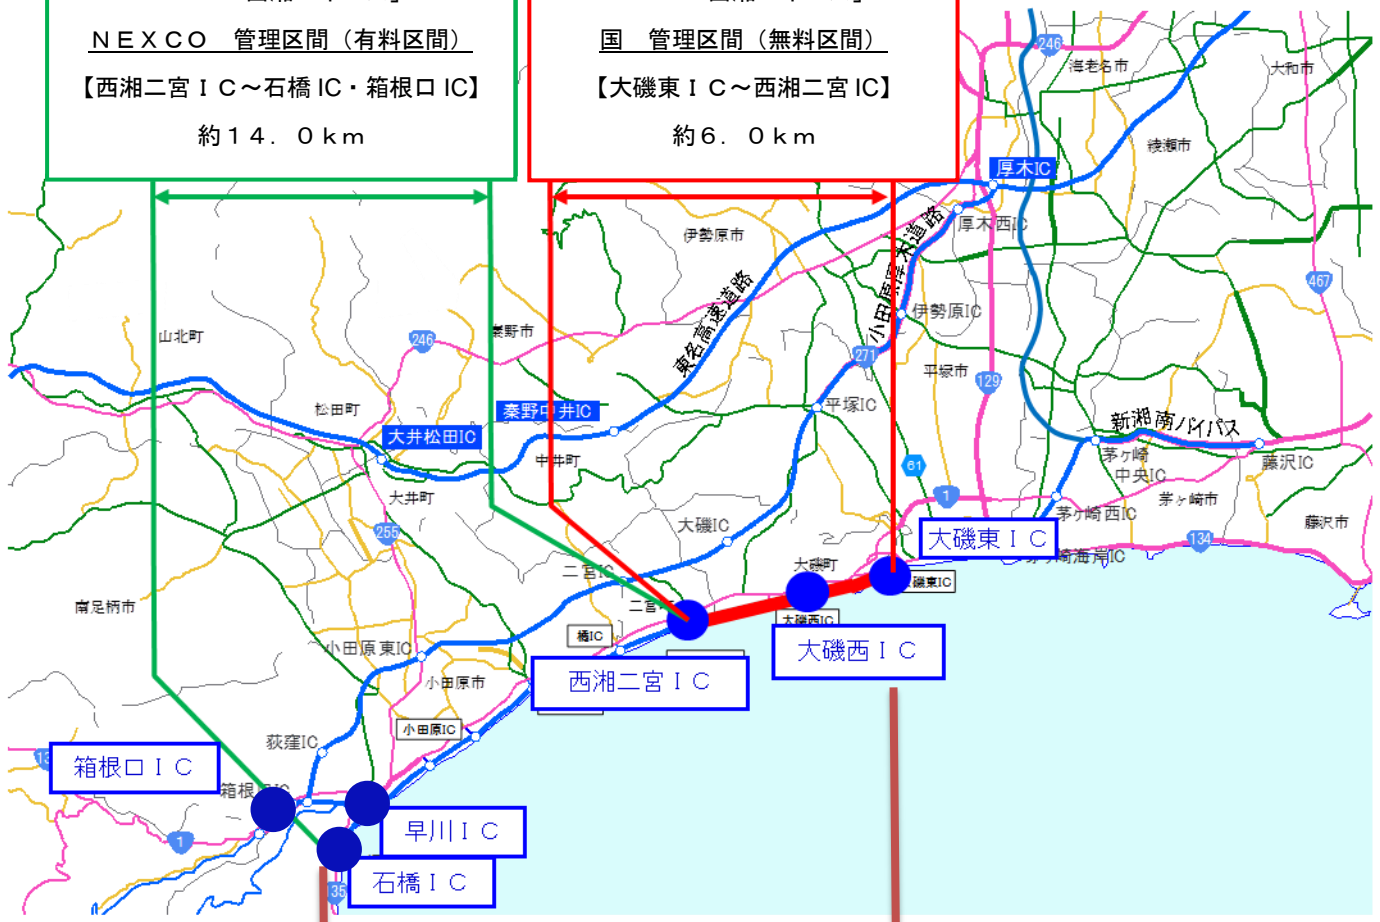 ＮＥＸＣＯ　管理区間（有料区間）
【西湘二宮ＩＣ～石橋IC・箱根口IC】
約１４．０ｋｍ
国　管理区間（無料区間）
【大磯東ＩＣ～西湘二宮IC】
約６．０ｋｍ
246
海老名市
大和市
綾瀬市
厚木IC
厚木西IC
伊勢原市
小田原厚木道路
東名高速道路
467
伊勢原IC
山北町
246
秦野市
271
平塚市
129
松田町
秦野中井IC
平塚IC
新湘南バイパス
大井松田IC
中井町
61
茅ヶ崎
中央IC
藤沢IC
大井町
1
茅ヶ崎西IC
茅ヶ崎市
藤沢市
255
大磯IC
大磯東ＩＣ
134
大磯町
二宮IC
磯東IC
南足柄市
二宮
大磯西IC
橘IC
小田原東IC
大磯西ＩＣ
西湘二宮ＩＣ
小田原市
小田原IC
荻窪IC
箱根口ＩＣ
箱根
1
早川ＩＣ
石橋ＩＣ
135